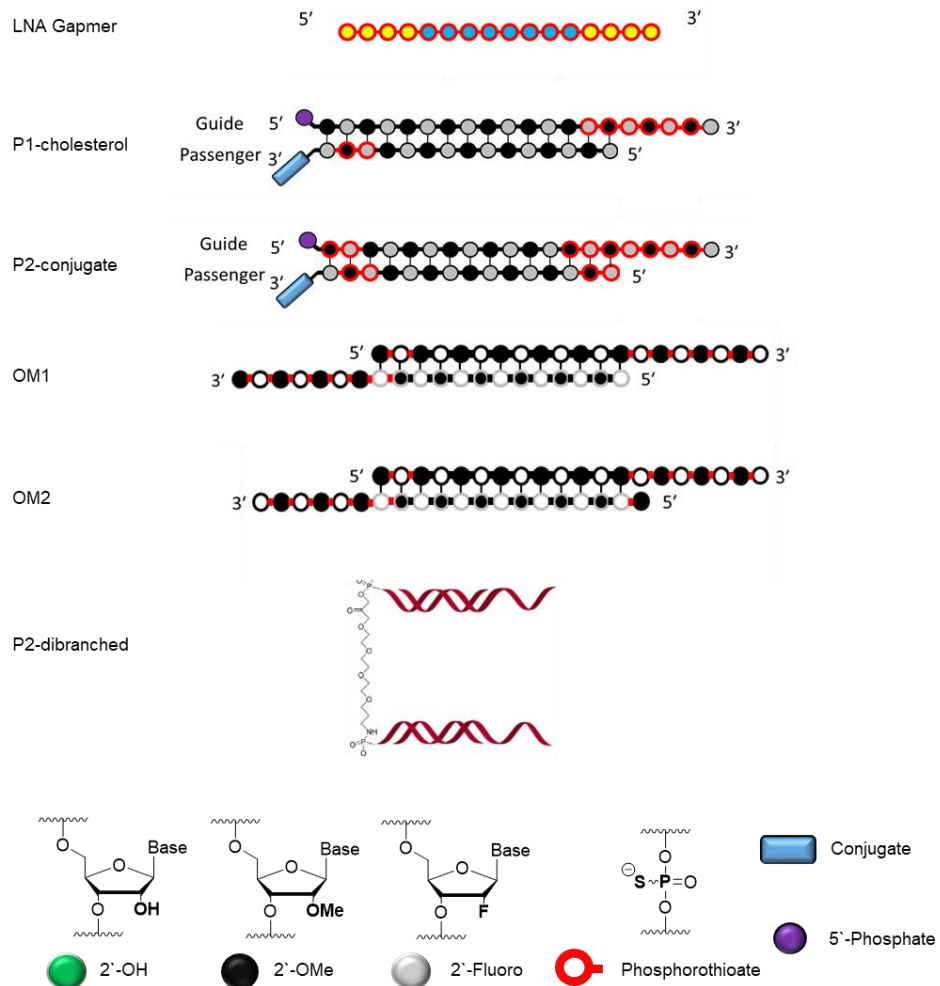 LNA Gapmer
5′ 3′
Guide 5′ 3′
P1-cholesterol
Passenger 3′ 5′
Guide 5′ 3′
P2-conjugate
Passenger 3′ 5′
5′ 3′
OM1
3′ 5′
5′ 3′
OM2
3′ 5′
P
O
O
O
O
O
O
P2-dibranched
NH
O=P
O
Base Base Base
O O O O O O O
S~P=O
O O O O
OH OMe F
Conjugate
2`-OH 2`-OMe 2`-Fluoro Phosphorothioate
5`-Phosphate